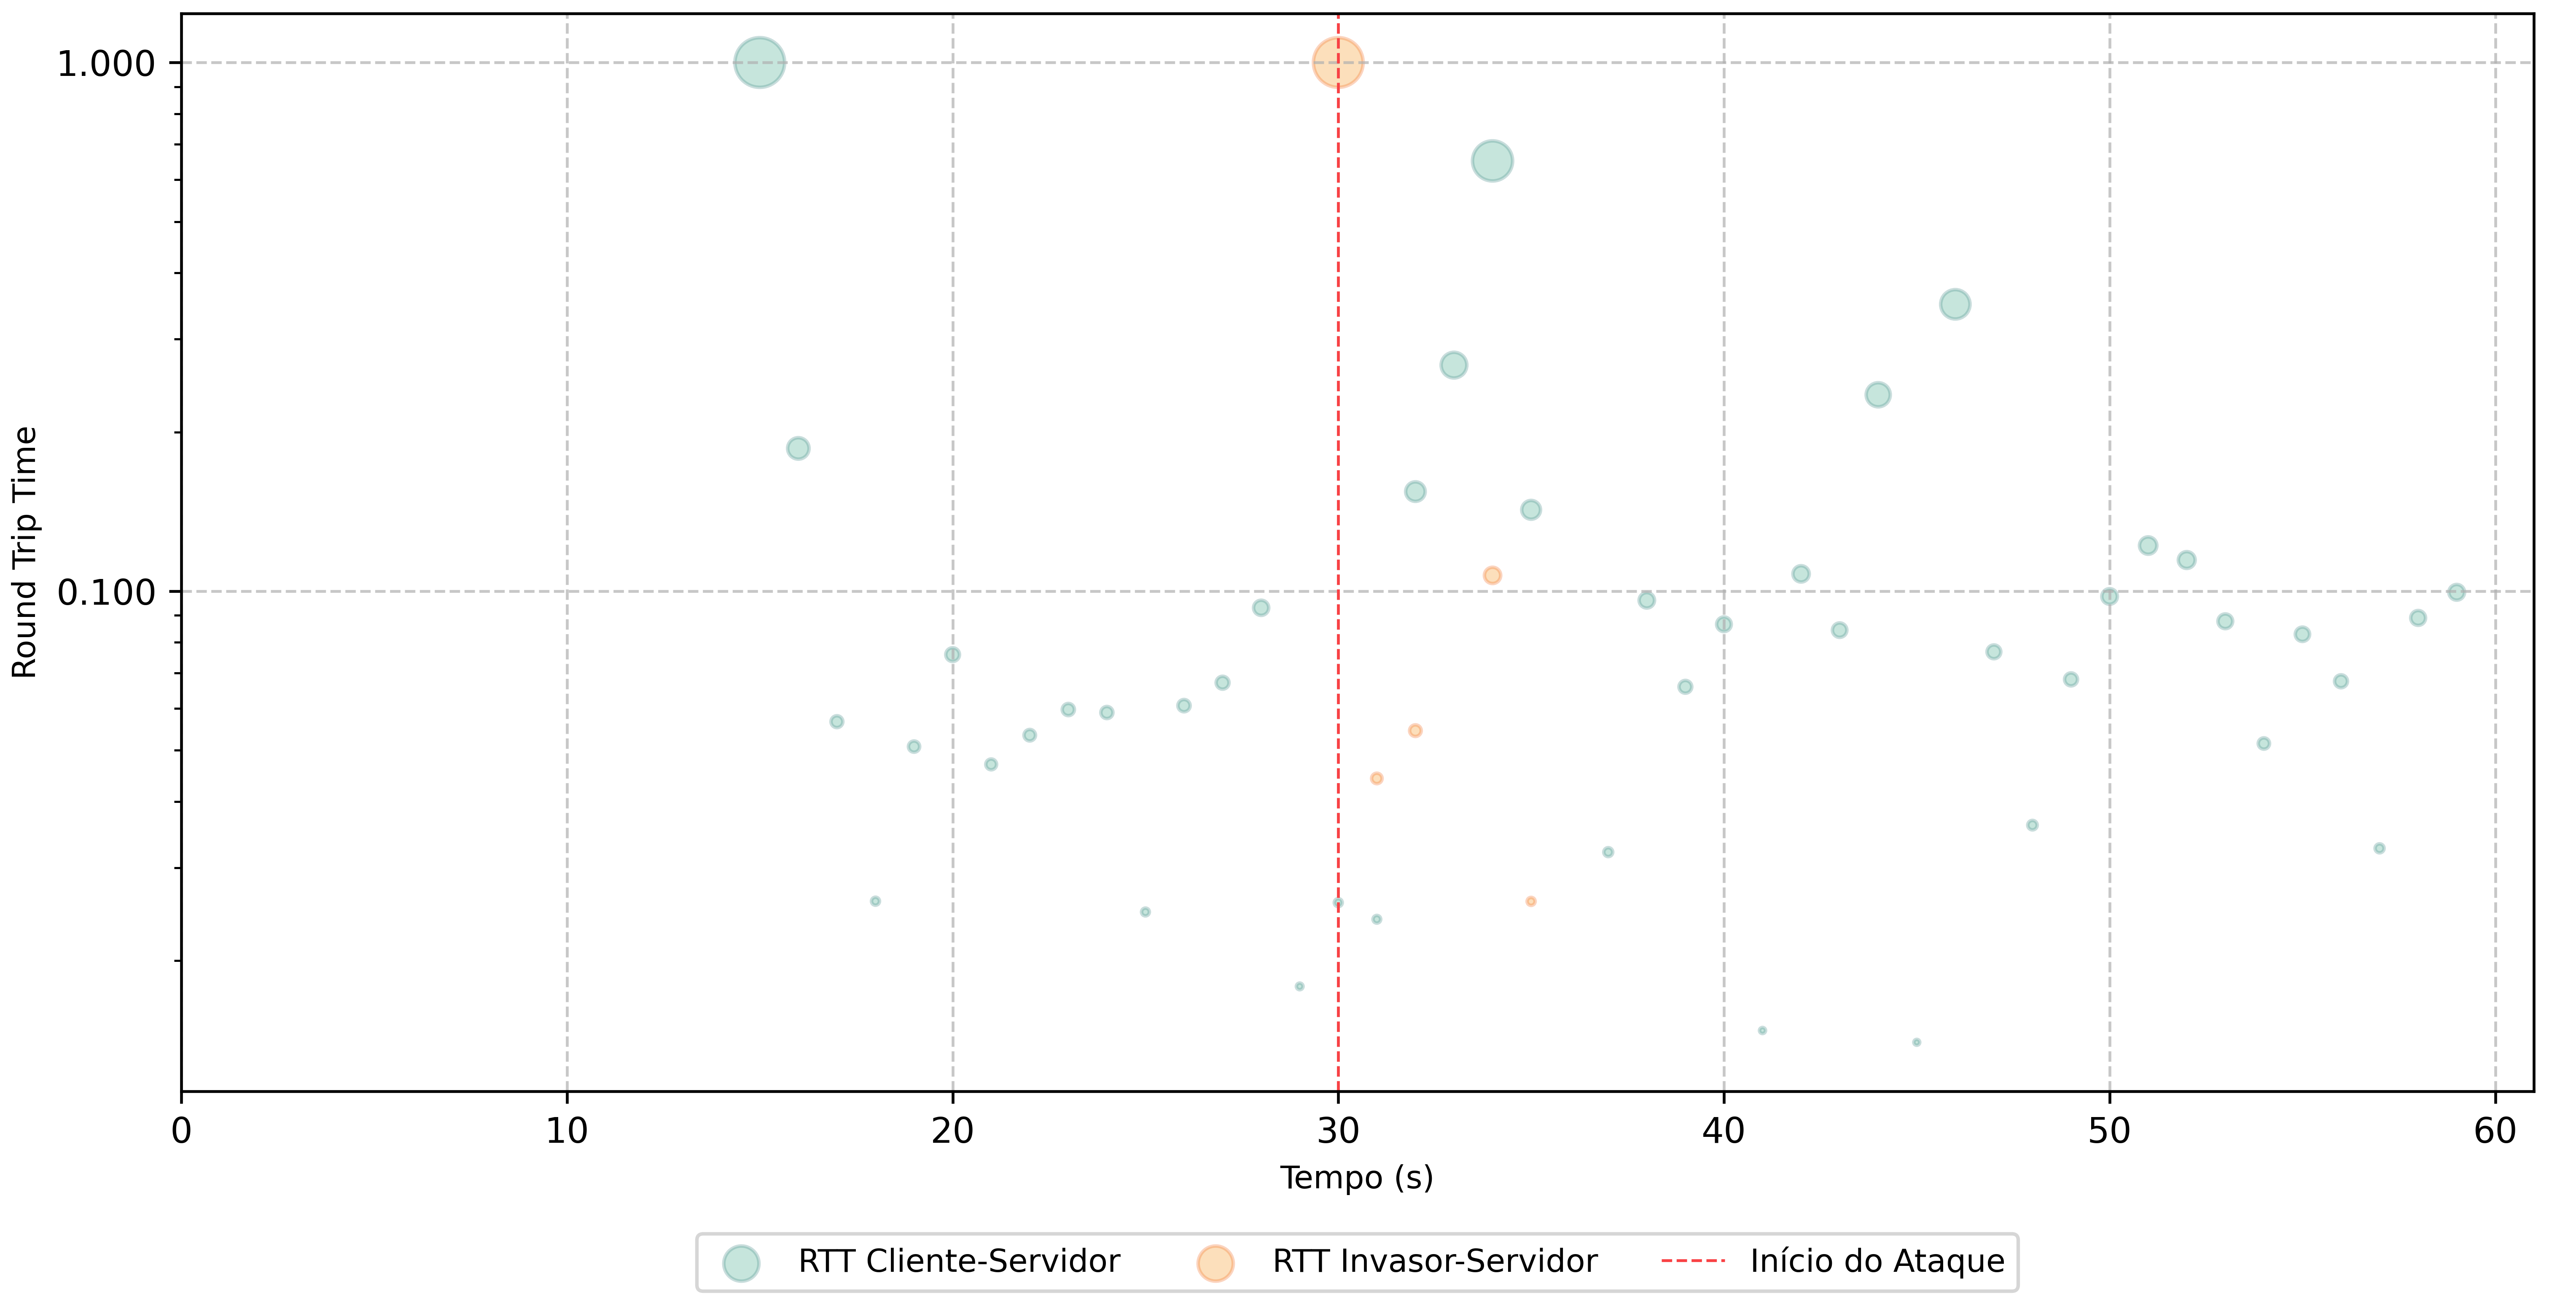 1.000
0.100
Round Trip Time
0 10 20 30 40 50 60
Tempo (s)
RTT Cliente-Servidor RTT Invasor-Servidor Início do Ataque